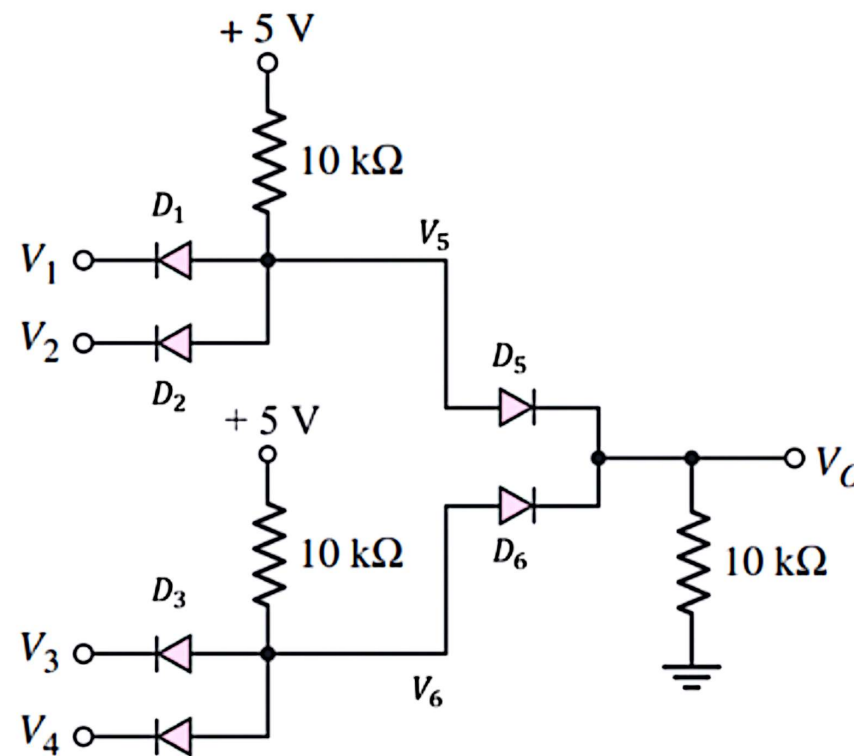 + 5 V
10 kΩ
D₁
V₅
V₁
V₂
D₅
D₂
+ 5 V
V_O
10 kΩ
D₆
10 kΩ
D₃
V₃
V₆
V₄